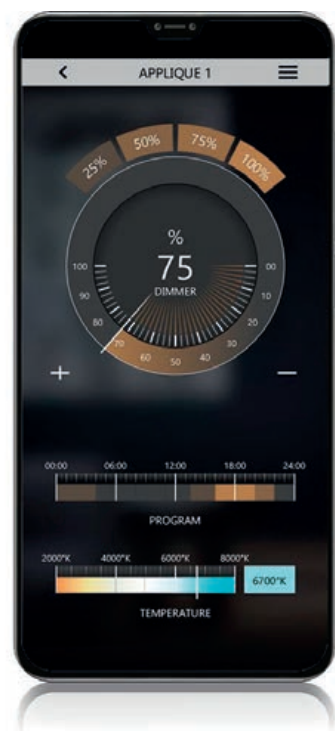 APPLIQUE 1
25% 50% 75% 100%
%
75
DIMMER
100 90 80 70 60 50 40 30 20 10 00
+ −
00:00 06:00 12:00 18:00 24:00
PROGRAM
2000°K 4000°K 6000°K 8000°K
6700°K
TEMPERATURE